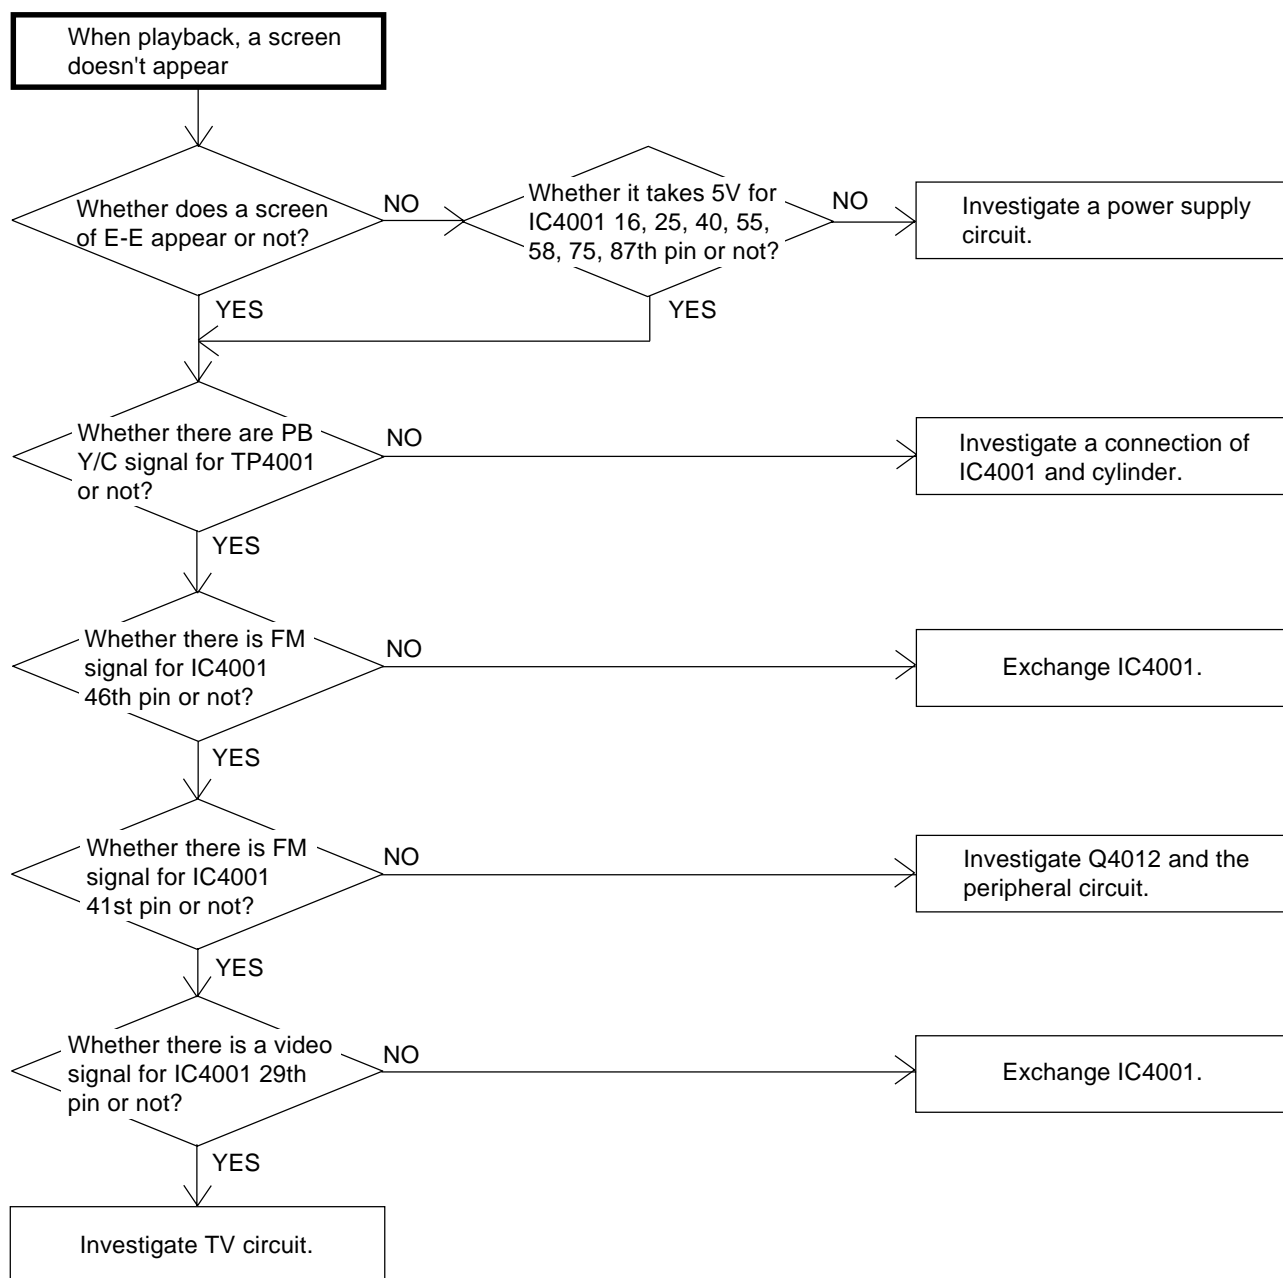 When playback, a screen
doesn't appear
Whether does a screen
of E-E appear or not?
NO
Whether it takes 5V for
IC4001 16, 25, 40, 55,
58, 75, 87th pin or not?
NO
Investigate a power supply
circuit.
YES
YES
Whether there are PB
Y/C signal for TP4001
or not?
NO
Investigate a connection of
IC4001 and cylinder.
YES
Whether there is FM
signal for IC4001
46th pin or not?
NO
Exchange IC4001.
YES
Whether there is FM
signal for IC4001
41st pin or not?
NO
Investigate Q4012 and the
peripheral circuit.
YES
Whether there is a video
signal for IC4001 29th
pin or not?
NO
Exchange IC4001.
YES
Investigate TV circuit.